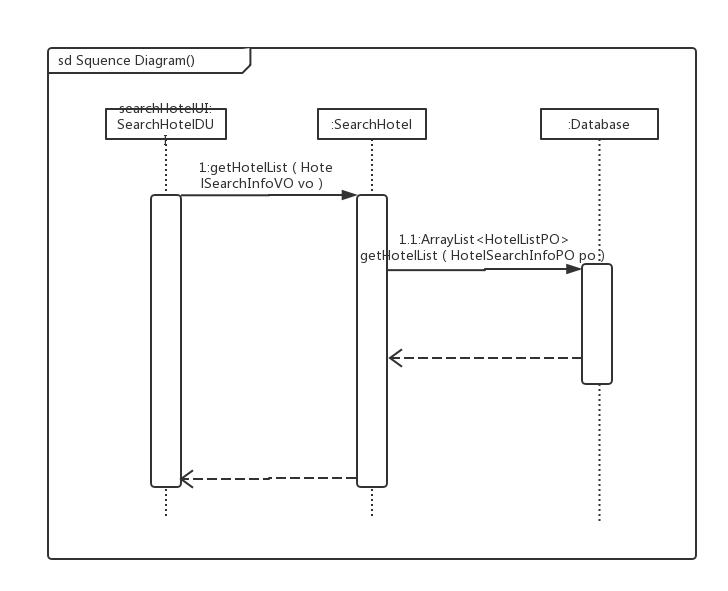 sd Squence Diagram()
searchHotelUI:
SearchHotelDU
I
:SearchHotel
:Database
1:getHotelList ( Hote
lSearchInfoVO vo )
1.1:ArrayList<HotelListPO>
getHotelList ( HotelSearchInfoPO po )